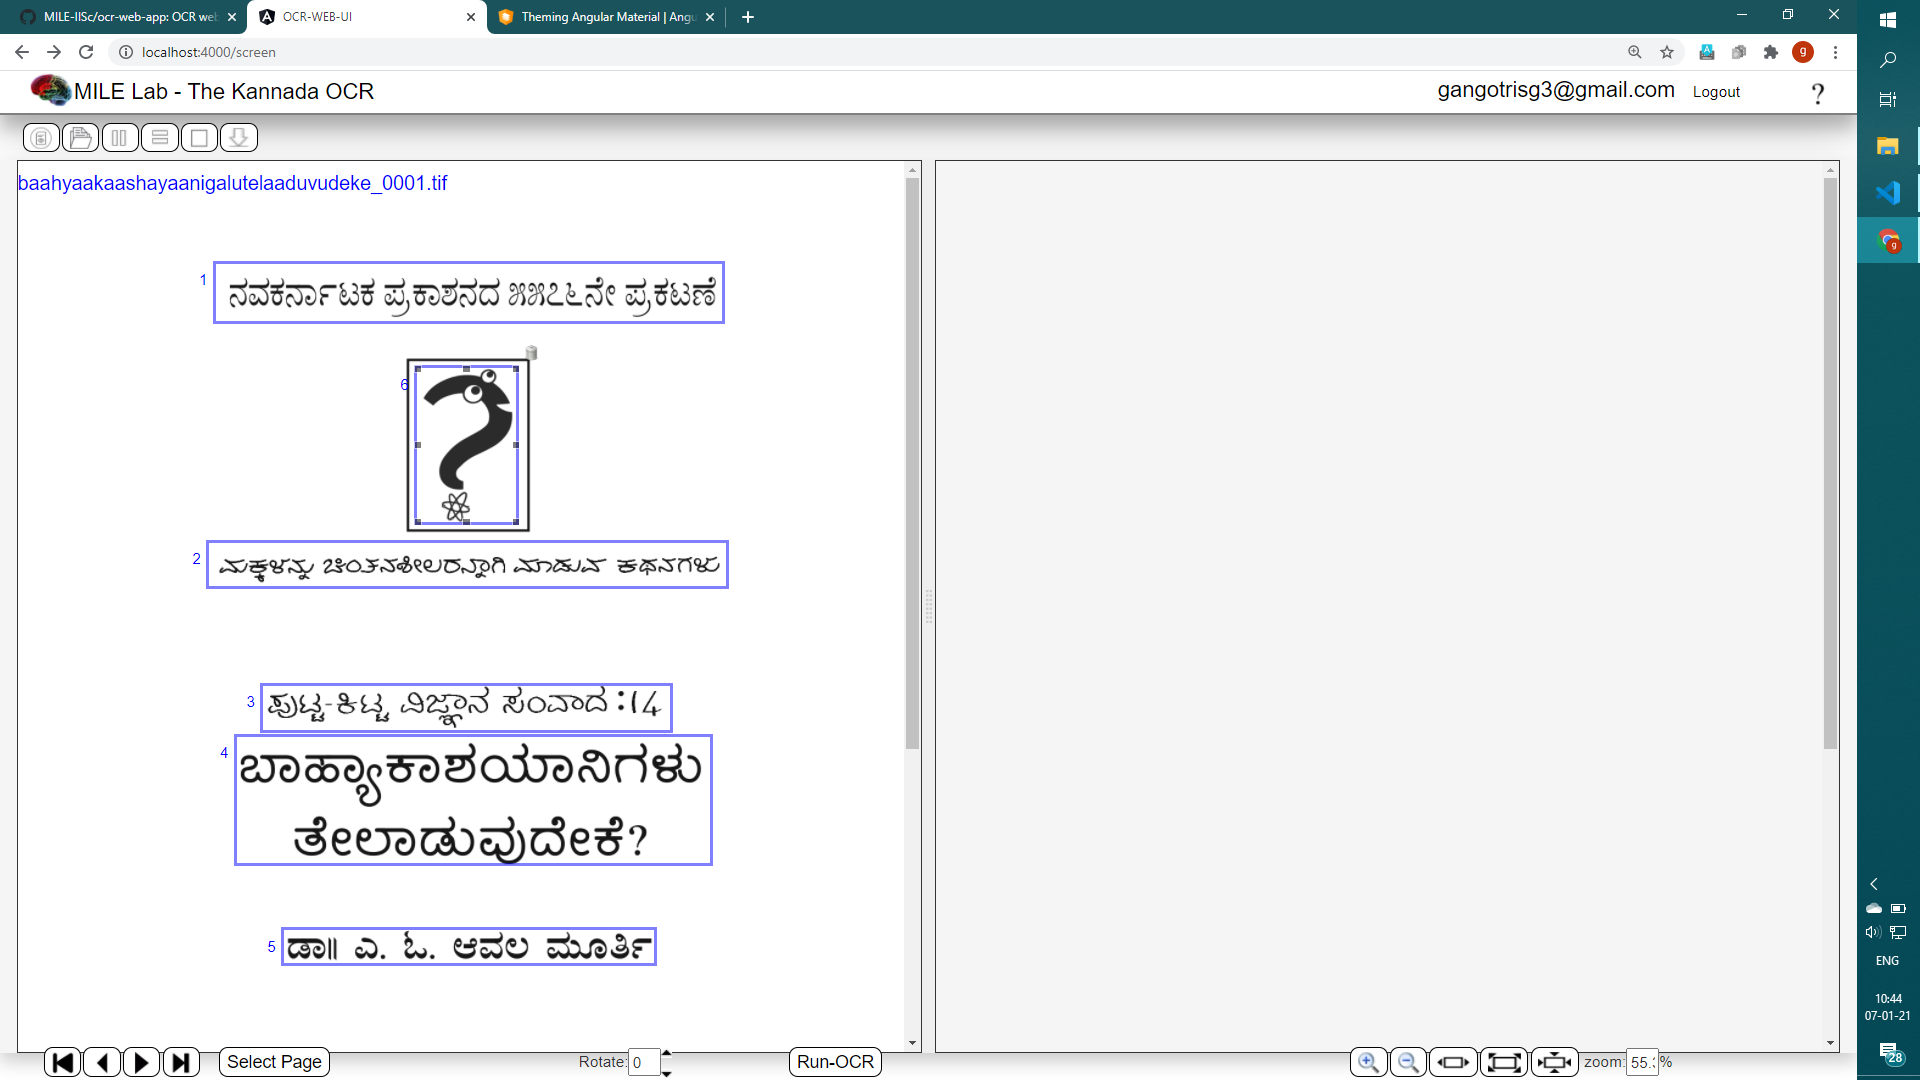 MILE-IISc/ocr-web-app: OCR web
OCR-WEB-UI
Theming Angular Material | Angu
localhost:4000/screen
g
MILE Lab - The Kannada OCR
gangotrisg3@gmail.com
Logout
?
baahyaakaashayaanigalutelaaduvudeke_0001.tif
1
ನವಕರ್ನಾಟಕ ಪ್ರಕಾಶನದ ೫೫೭೬ನೇ ಪ್ರಕಟಣೆ
6
2
ಮಕ್ಕಳನ್ನು ಚಿಂತನಶೀಲರನ್ನಾಗಿ ಮಾಡುವ ಕಥನಗಳು
3
ಪುಟ್ಟ-ಕಿಟ್ಟ ವಿಜ್ಞಾನ ಸಂವಾದ :14
4
ಬಾಹ್ಯಾಕಾಶಯಾನಿಗಳು
ತೇಲಾಡುವುದೇಕೆ?
5
ಡಾ॥ ಎ. ಓ. ಆವಲ ಮೂರ್ತಿ
Select Page
Rotate: 0
Run-OCR
zoom: 55. %
ENG
10:44
07-01-21
28